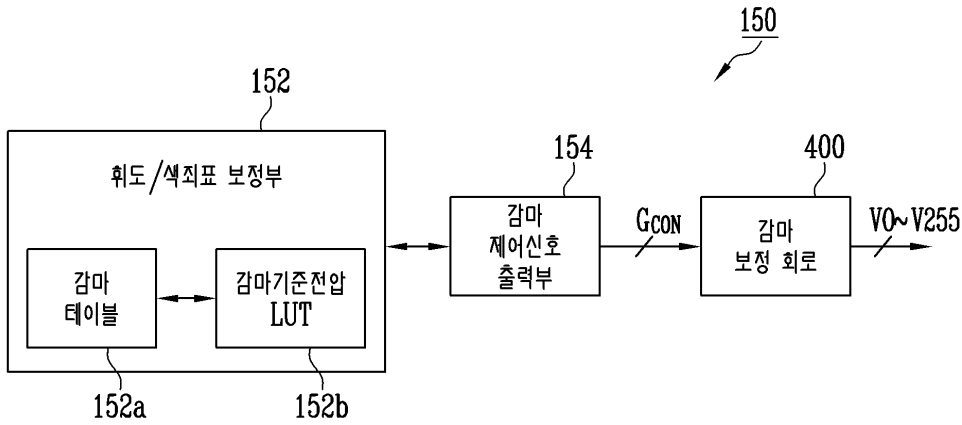 150
152
휘도/색좌표 보정부
154
400
감마
제어신호
출력부
G_CON
감마
보정 회로
V0~V255
감마
테이블
감마기준전압
LUT
152a
152b